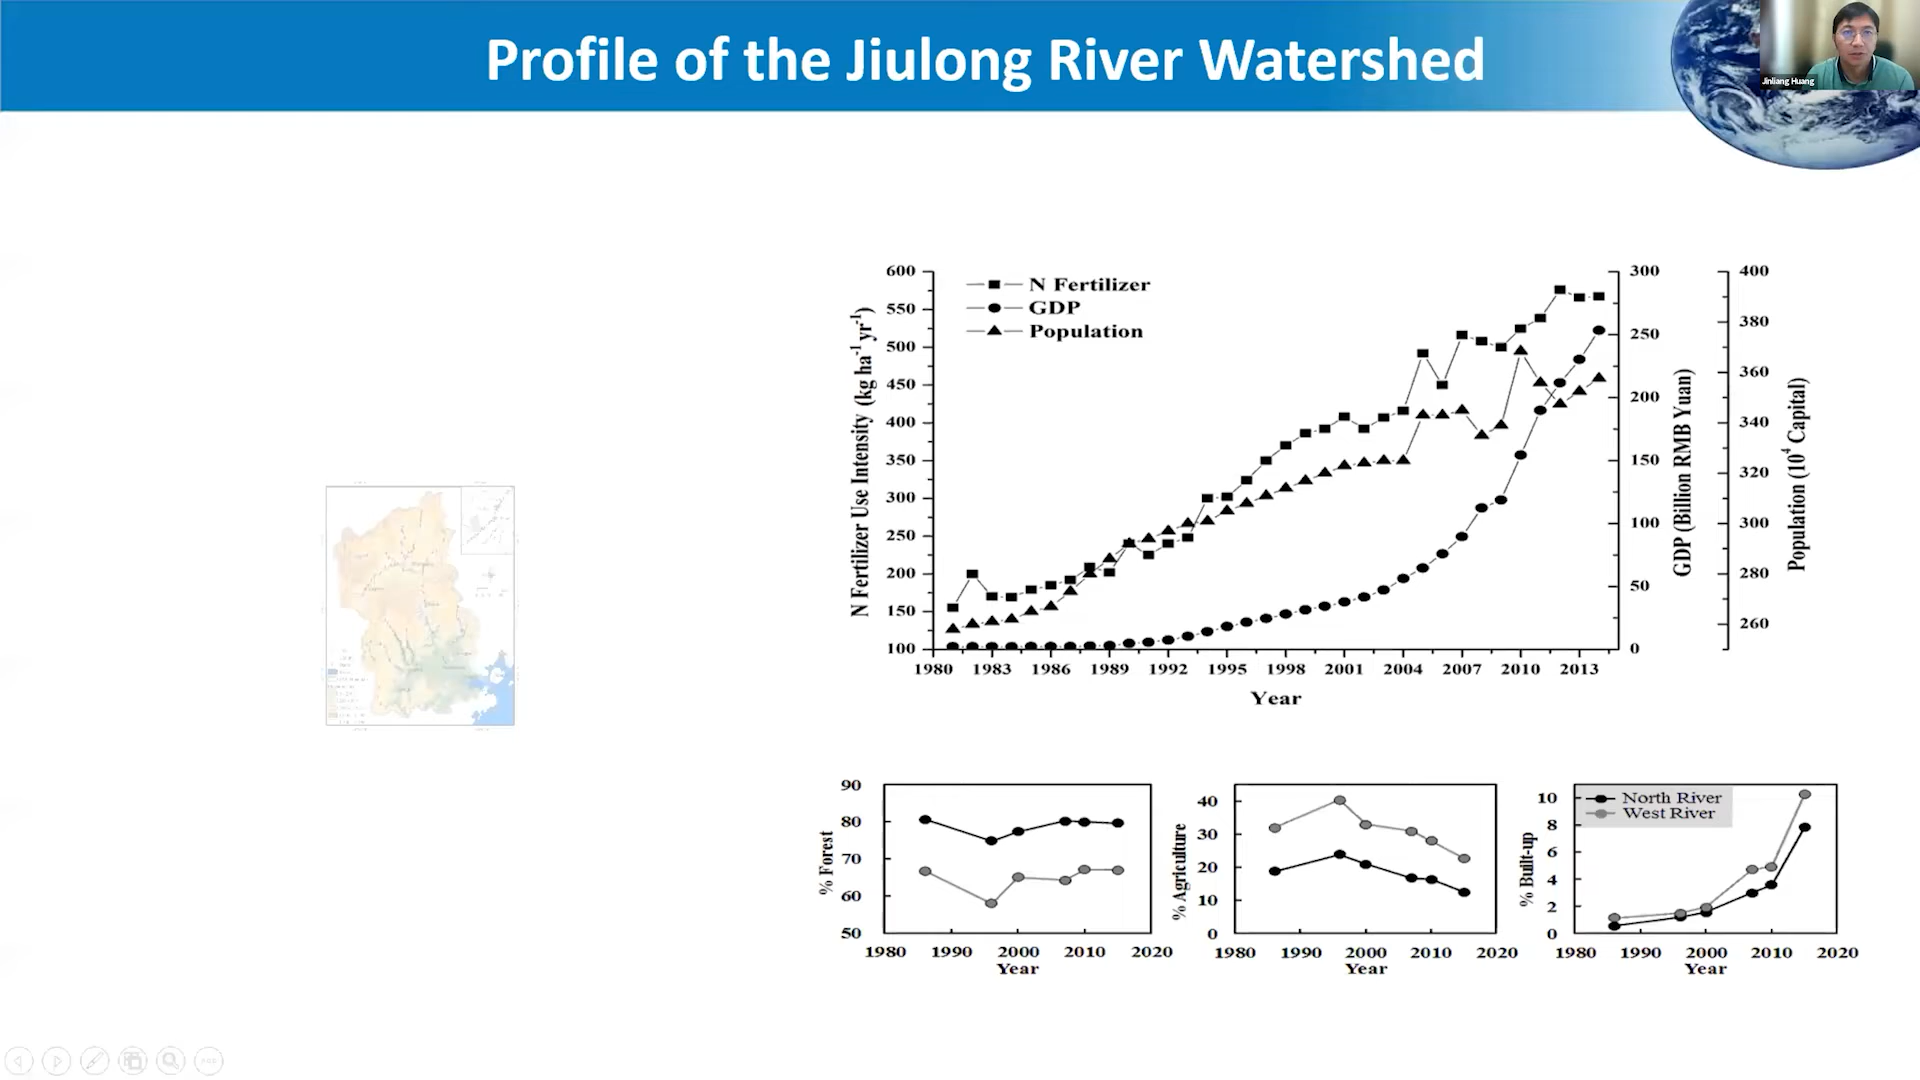 Profile of the Jiulong River Watershed
Jinliang Huang
N Fertilizer
GDP
Population
N Fertilizer Use Intensity (kg ha-1 yr-1)
600
550
500
450
400
350
300
250
200
150
100
300
250
200
150
100
50
0
GDP (Billion RMB Yuan)
400
380
360
340
320
300
280
260
Population (104 Capital)
1980 1983 1986 1989 1992 1995 1998 2001 2004 2007 2010 2013
Year
% Forest
90
80
70
60
50
1980 1990 2000 2010 2020
Year
% Agriculture
40
30
20
10
0
1980 1990 2000 2010 2020
Year
% Built-up
10
8
6
4
2
0
North River
West River
1980 1990 2000 2010 2020
Year